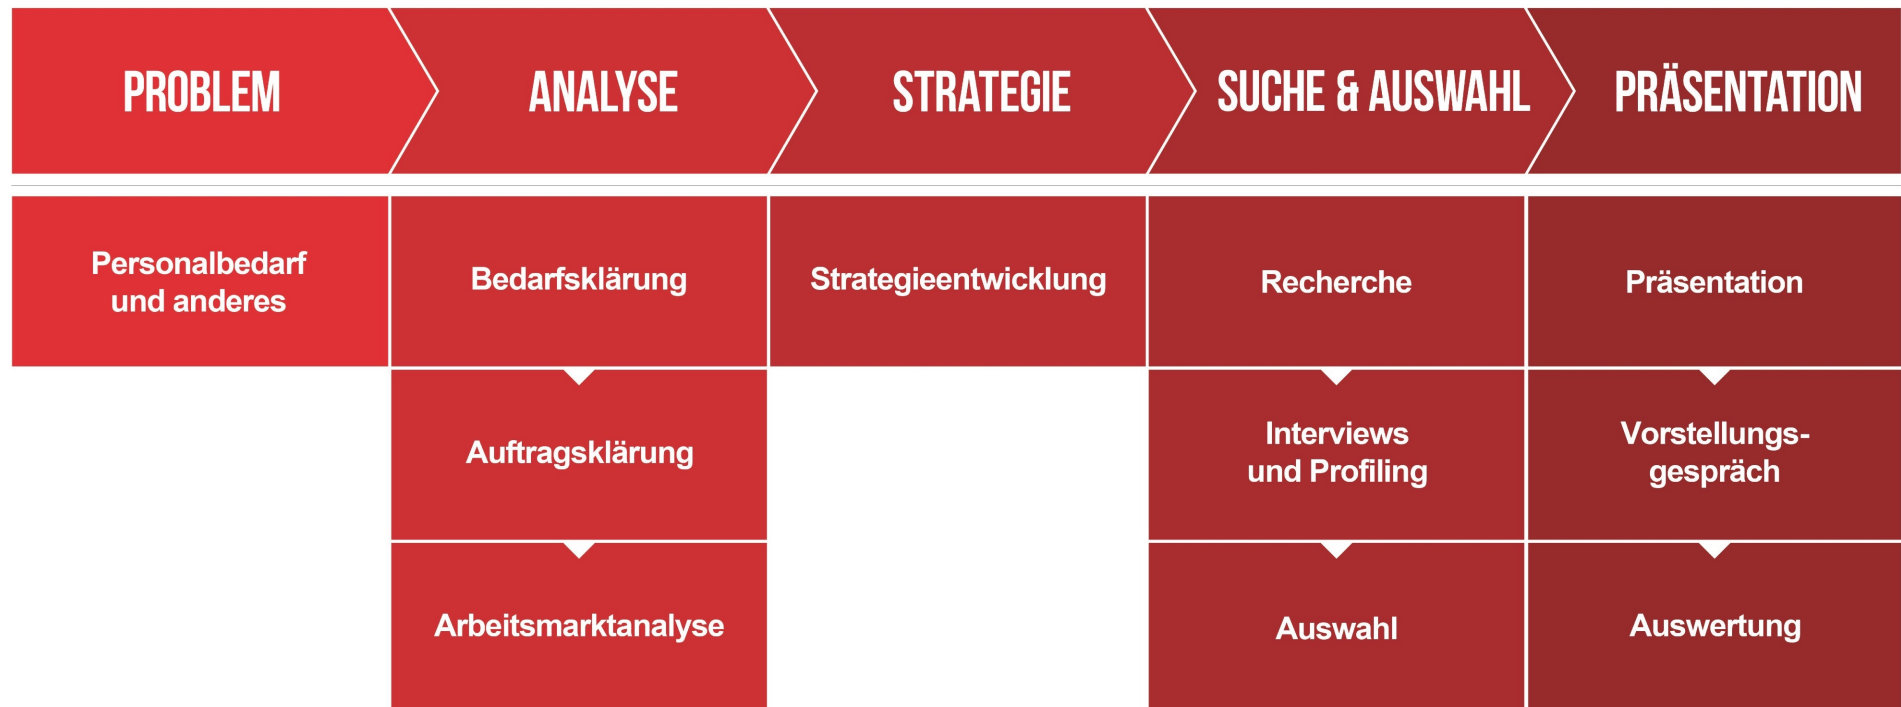 PROBLEM
ANALYSE
STRATEGIE
SUCHE & AUSWAHL
PRÄSENTATION
Personalbedarf
und anderes
Bedarfsklärung
Strategieentwicklung
Recherche
Präsentation
Auftragsklärung
Interviews
und Profiling
Vorstellungs-
gespräch
Arbeitsmarktanalyse
Auswahl
Auswertung